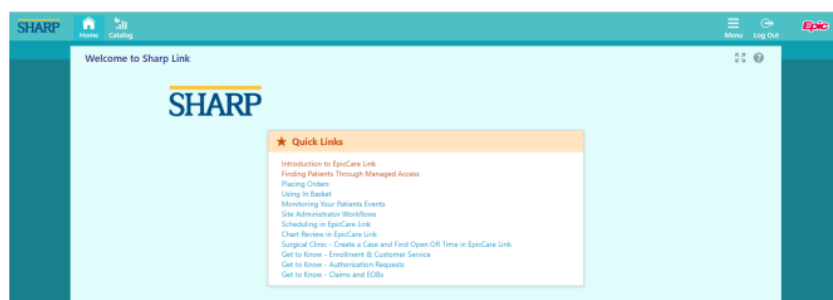 SHARP
Home
Catalog
Menu
Log Out
Epic
Welcome to Sharp Link
SHARP
Quick Links
Introduction to EpicCare Link
Finding Patients Through Managed Access
Placing Orders
Using In Basket
Monitoring Your Patients Events
Site Administrator Workflows
Scheduling in EpicCare Link
Chart Review in EpicCare Link
Surgical Clinic - Create a Case and Find Open OR Time in EpicCare Link
Get to Know - Enrollment & Customer Service
Get to Know - Authorization Requests
Get to Know - Claims and EOBs